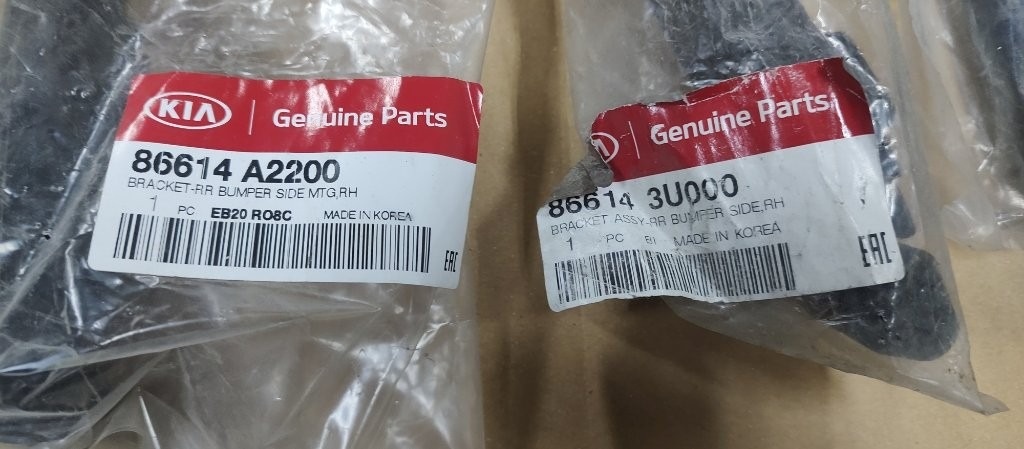 KIA Genuine Parts
86614 A2200
BRACKET-RR BUMPER SIDE MTG,RH
1 PC EB20 RO8C MADE IN KOREA
EAC
Genuine Parts
86614 3U000
BRACKET ASSY-RR BUMPER SIDE,RH
1 PC MADE IN KOREA
EAC